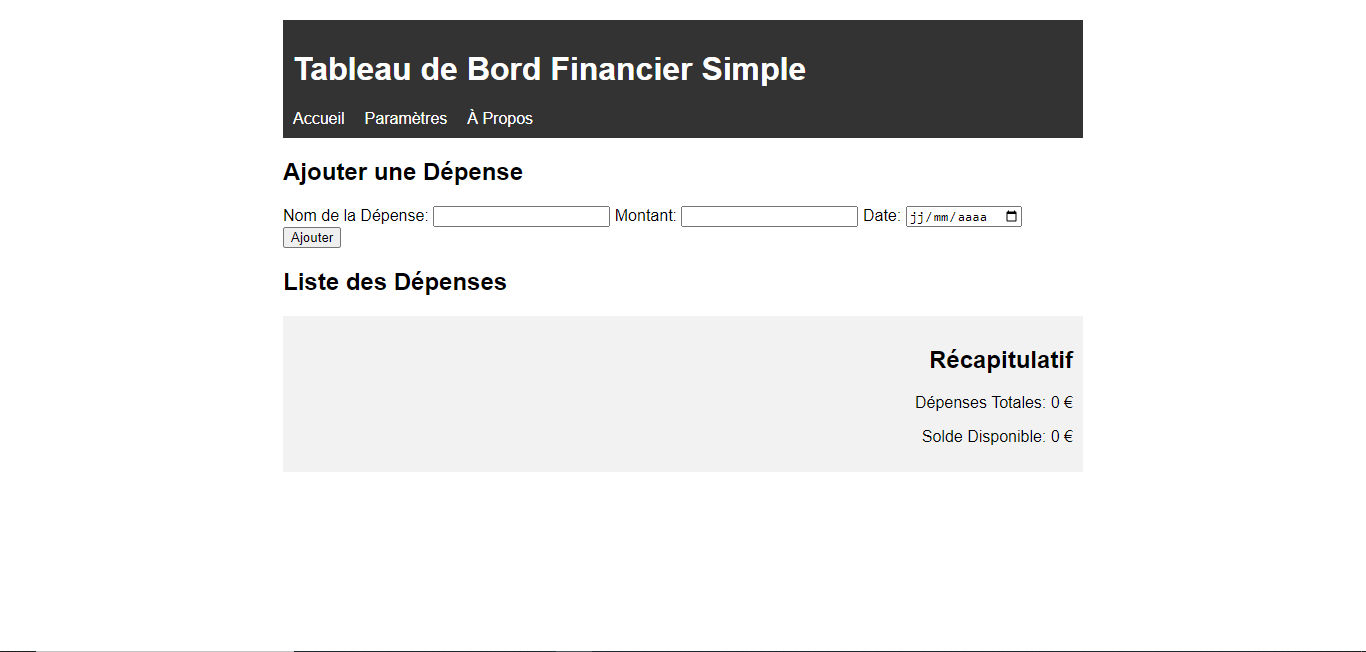 Tableau de Bord Financier Simple
Accueil Paramètres À Propos
Ajouter une Dépense
Nom de la Dépense: Montant: Date: jj/mm/aaaa
Ajouter
Liste des Dépenses
Récapitulatif
Dépenses Totales: 0 €
Solde Disponible: 0 €